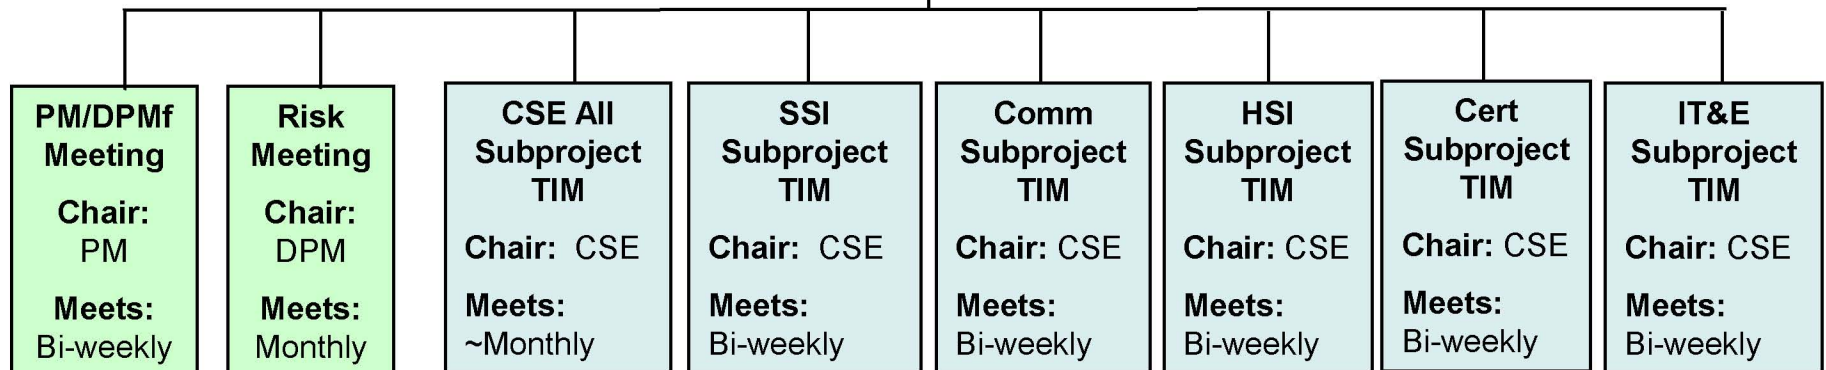 PM/DPMf
Meeting
Chair:
PM
Meets:
Bi-weekly
Risk
Meeting
Chair:
DPM
Meets:
Monthly
CSE All
Subproject
TIM
Chair: CSE
Meets:
~Monthly
SSI
Subproject
TIM
Chair: CSE
Meets:
Bi-weekly
Comm
Subproject
TIM
Chair: CSE
Meets:
Bi-weekly
HSI
Subproject
TIM
Chair: CSE
Meets:
Bi-weekly
Cert
Subproject
TIM
Chair: CSE
Meets:
Bi-weekly
IT&E
Subproject
TIM
Chair: CSE
Meets:
Bi-weekly